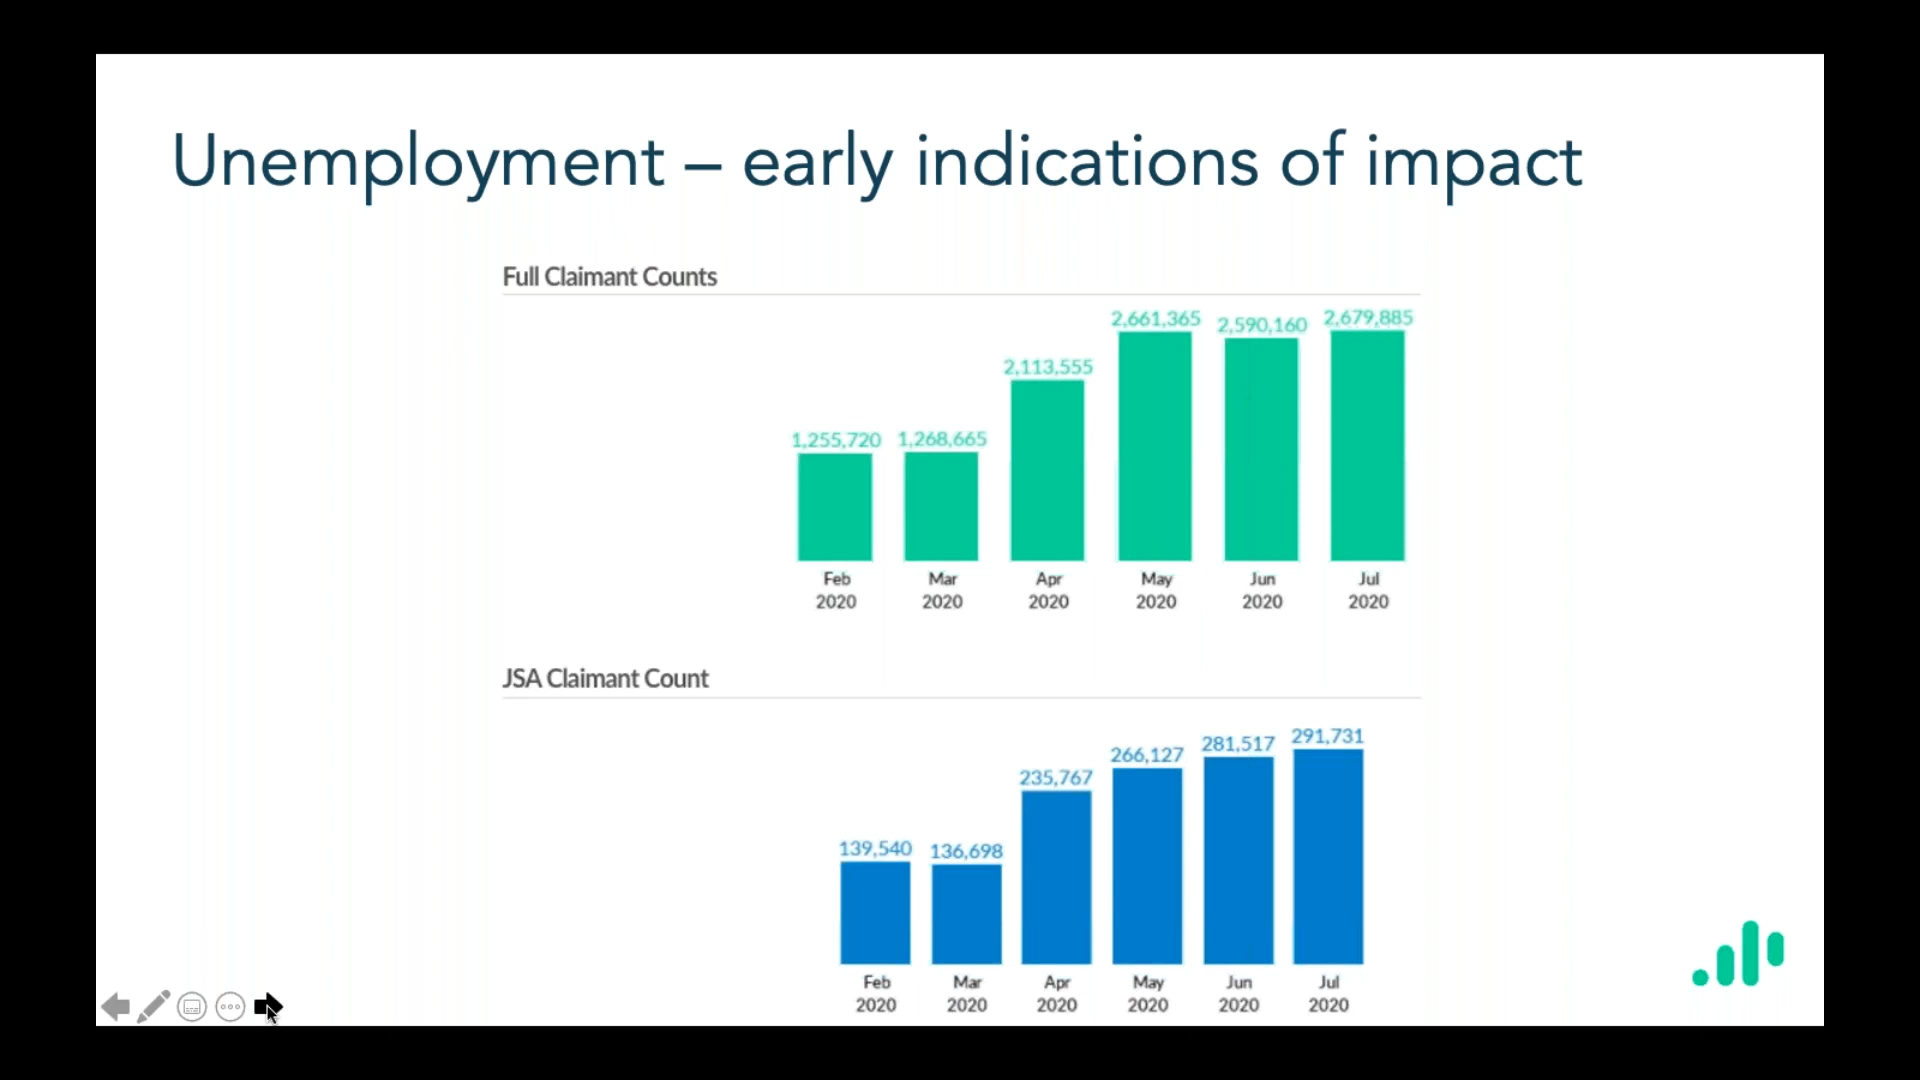 Unemployment – early indications of impact
Full Claimant Counts
1,255,720 1,268,665 2,113,555 2,661,365 2,590,160 2,679,885
Feb Mar Apr May Jun Jul
2020 2020 2020 2020 2020 2020
JSA Claimant Count
139,540 136,698 235,767 266,127 281,517 291,731
Feb Mar Apr May Jun Jul
2020 2020 2020 2020 2020 2020